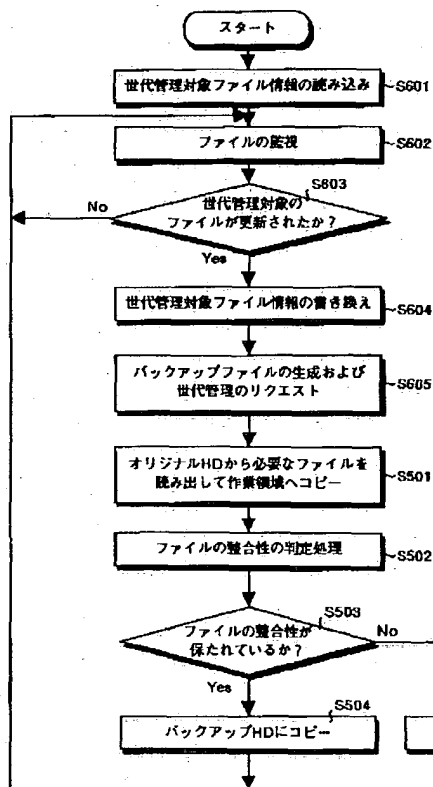 スタート
世代管理対象ファイル情報の読み込み
S601
ファイルの監視
S602
S603
世代管理対象の
ファイルが更新されたか?
No
Yes
世代管理対象ファイル情報の書き換え
S604
バックアップファイルの生成および
世代管理のリクエスト
S605
オリジナルHDから必要なファイルを
読み出して作業領域へコピー
S501
ファイルの整合性の判定処理
S502
S503
ファイルの整合性が
保たれているか?
No
Yes
S504
バックアップHDにコピー